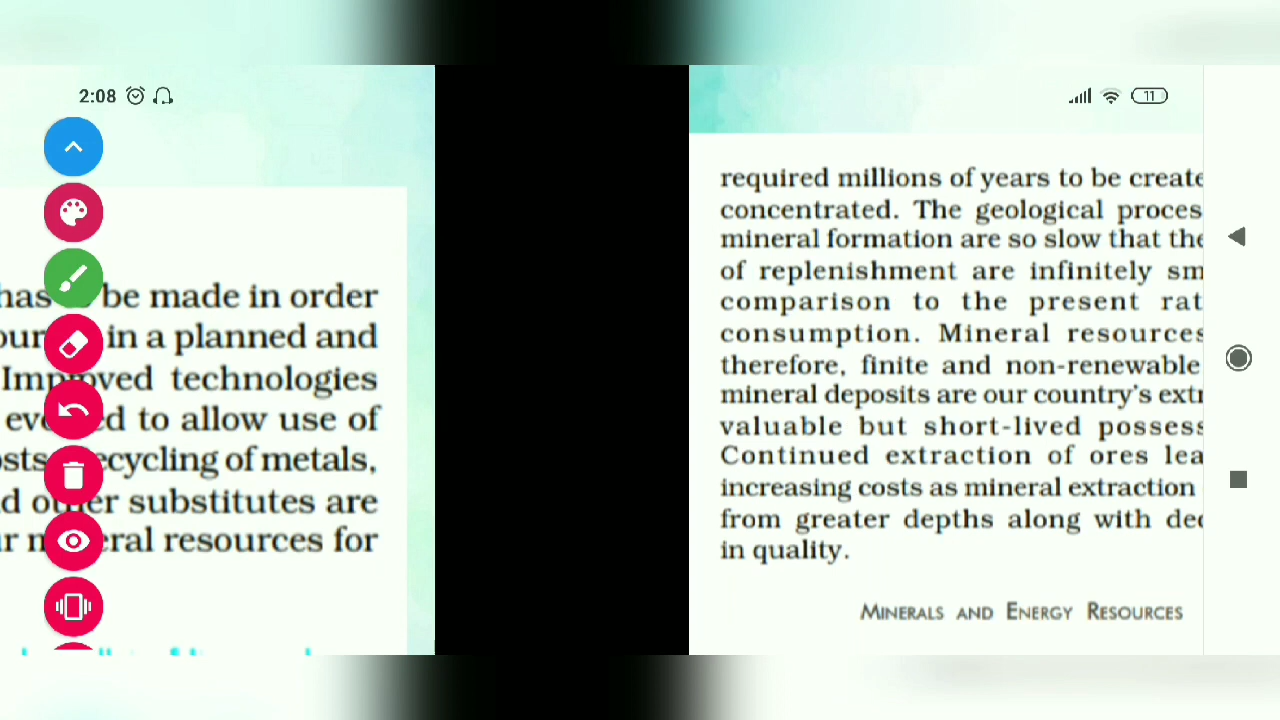 2:08
has be made in order
in a planned and
Improved technologies
to allow use of
recycling of metals,
other substitutes are
resources for
11
required millions of years to be create
concentrated. The geological proces
mineral formation are so slow that the
of replenishment are infinitely sm
comparison to the present rat
consumption. Mineral resources
therefore, finite and non-renewable
mineral deposits are our country's extr
valuable but short-lived possess
Continued extraction of ores lea
increasing costs as mineral extraction
from greater depths along with dec
in quality.
MINERALS AND ENERGY RESOURCES